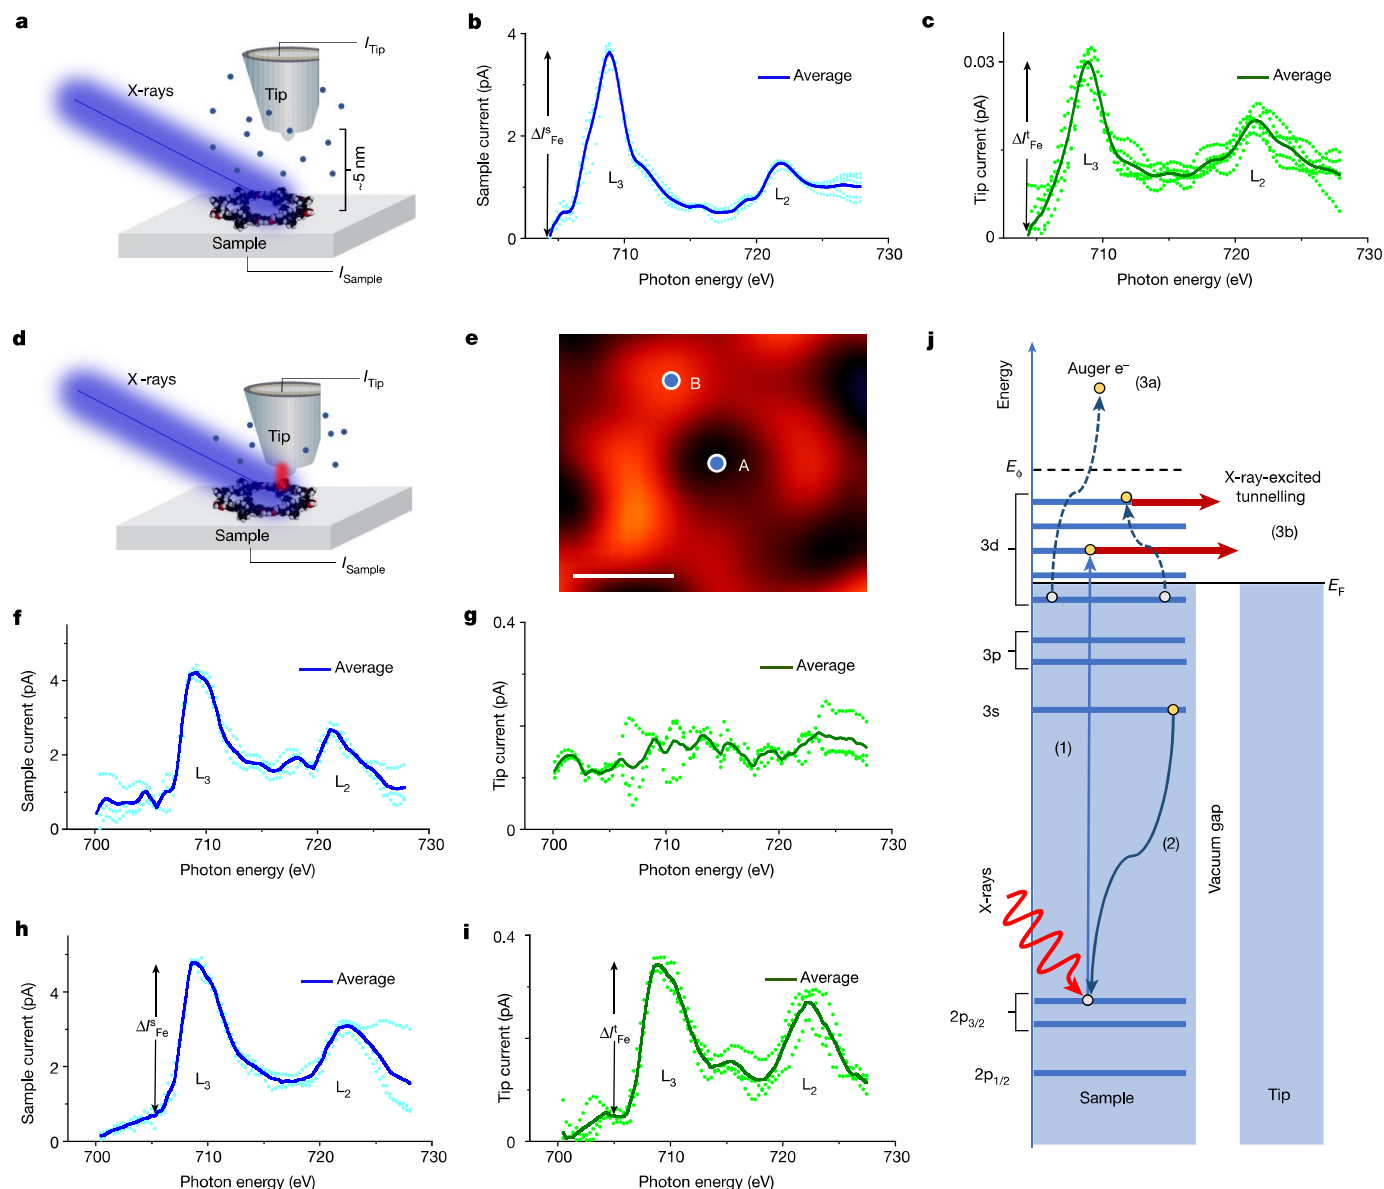 a
X-rays
Tip
I_Tip
~5 nm
Sample
I_Sample
b
Sample current (pA)
4
2
0
ΔI^s_Fe
L3
L2
Average
710
720
730
Photon energy (eV)
c
Tip current (pA)
0.03
0
ΔI^t_Fe
L3
L2
Average
710
720
730
Photon energy (eV)
d
X-rays
Tip
I_Tip
Sample
I_Sample
e
B
A
f
Sample current (pA)
6
4
2
0
L3
L2
Average
700
710
720
730
Photon energy (eV)
g
Tip current (pA)
0.4
0.2
0
Average
700
710
720
730
Photon energy (eV)
h
Sample current (pA)
6
4
2
0
ΔI^s_Fe
L3
L2
Average
700
710
720
730
Photon energy (eV)
i
Tip current (pA)
0.4
0.2
0
ΔI^t_Fe
L3
L2
Average
700
710
720
730
Photon energy (eV)
j
Energy
Auger e⁻
(3a)
E_ϕ
X-ray-excited
tunnelling
(3b)
3d
E_F
3p
3s
(1)
(2)
Vacuum gap
X-rays
2p3/2
2p1/2
Sample
Tip